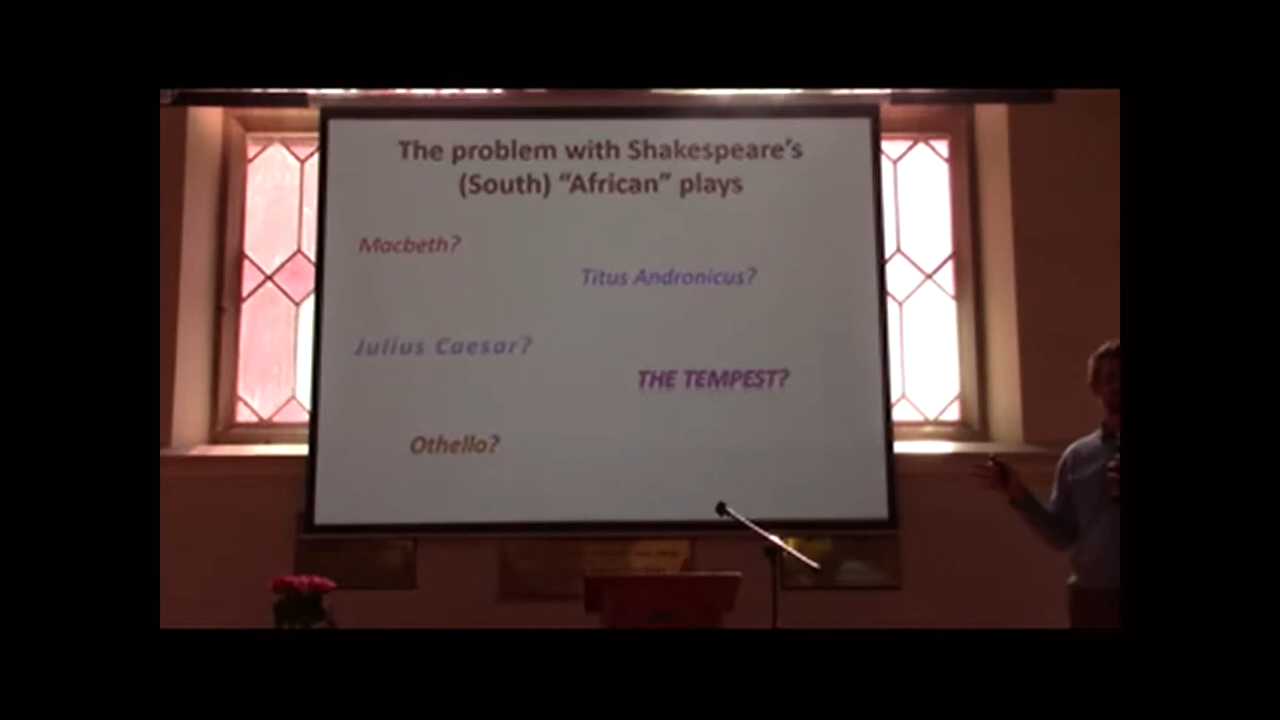 The problem with Shakespeare's
(South) "African" plays
Macbeth?
Titus Andronicus?
Julius Caesar?
THE TEMPEST?
Othello?